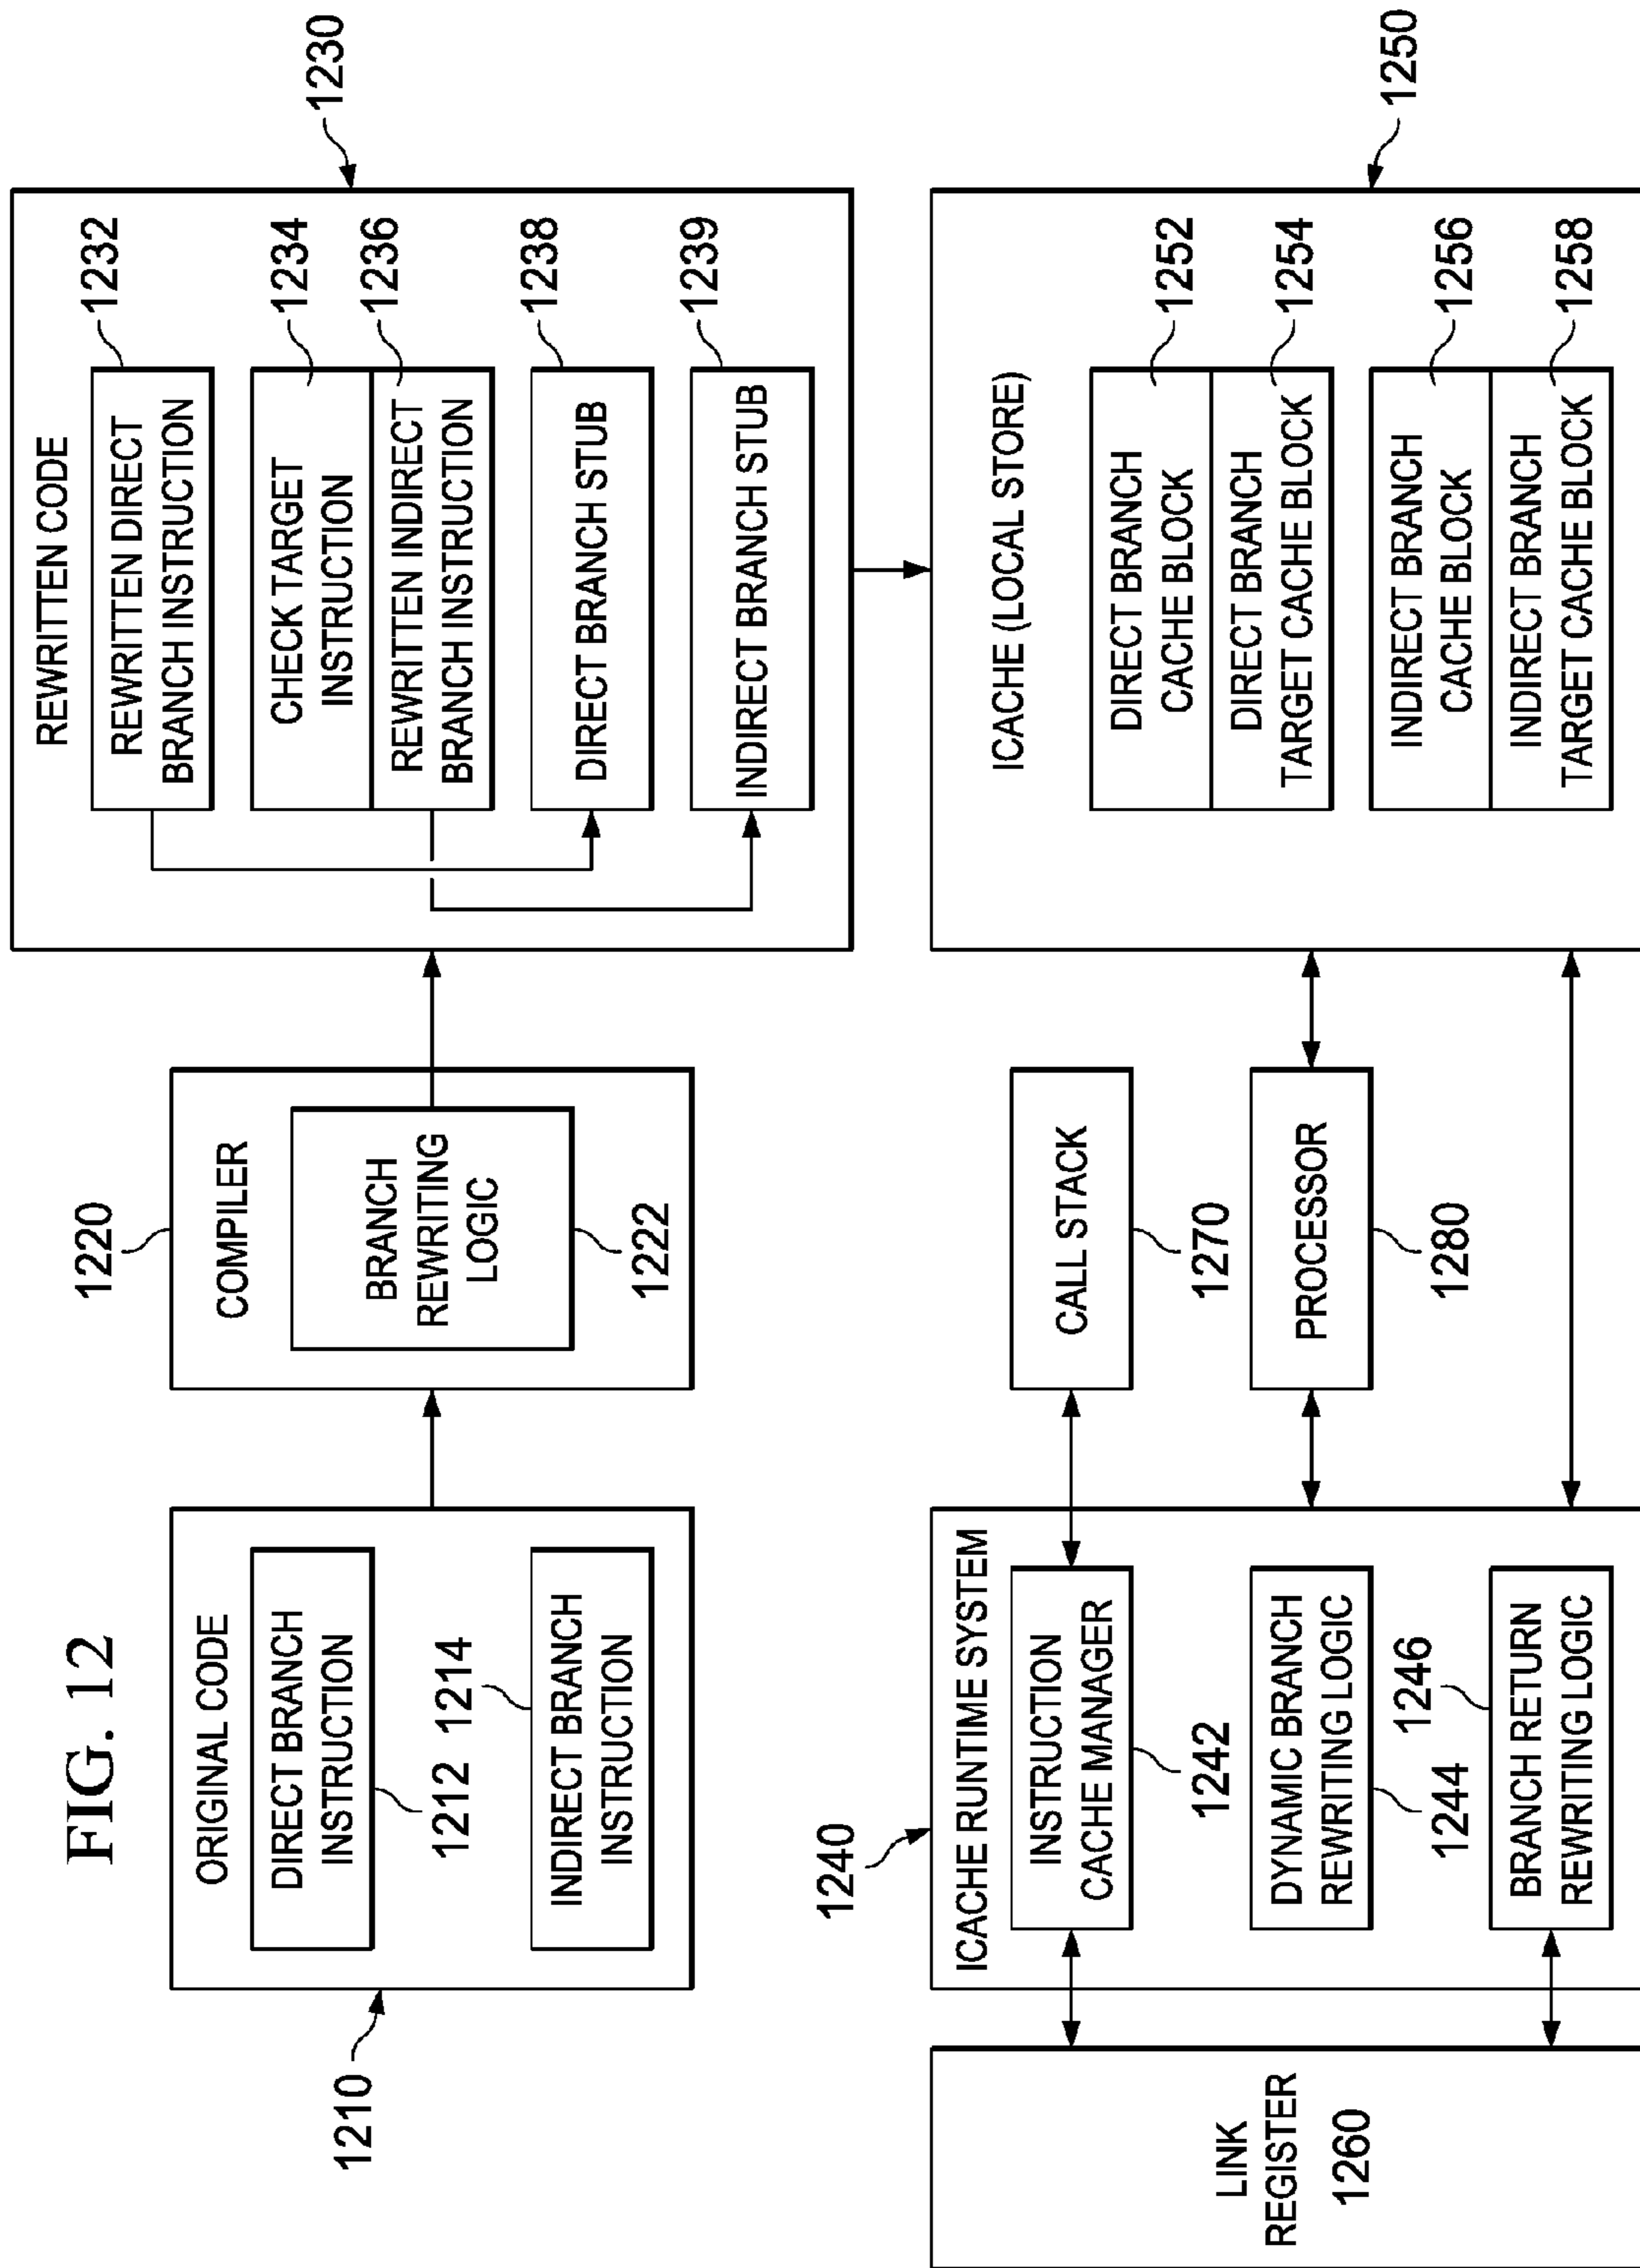 FIG. 12
1210
ORIGINAL CODE
DIRECT BRANCH
INSTRUCTION
1212
1214
INDIRECT BRANCH
INSTRUCTION
1220
COMPILER
BRANCH
REWRITING
LOGIC
1222
1230
REWRITTEN CODE
REWRITTEN DIRECT
BRANCH INSTRUCTION
1232
CHECK TARGET
INSTRUCTION
1234
REWRITTEN INDIRECT
BRANCH INSTRUCTION
1236
DIRECT BRANCH STUB
1238
INDIRECT BRANCH STUB
1239
LINK
REGISTER
1260
1240
ICACHE RUNTIME SYSTEM
INSTRUCTION
CACHE MANAGER
1242
DYNAMIC BRANCH
REWRITING LOGIC
1244
1246
BRANCH RETURN
REWRITING LOGIC
CALL STACK
1270
PROCESSOR
1280
1250
ICACHE (LOCAL STORE)
DIRECT BRANCH
CACHE BLOCK
1252
DIRECT BRANCH
TARGET CACHE BLOCK
1254
INDIRECT BRANCH
CACHE BLOCK
1256
INDIRECT BRANCH
TARGET CACHE BLOCK
1258